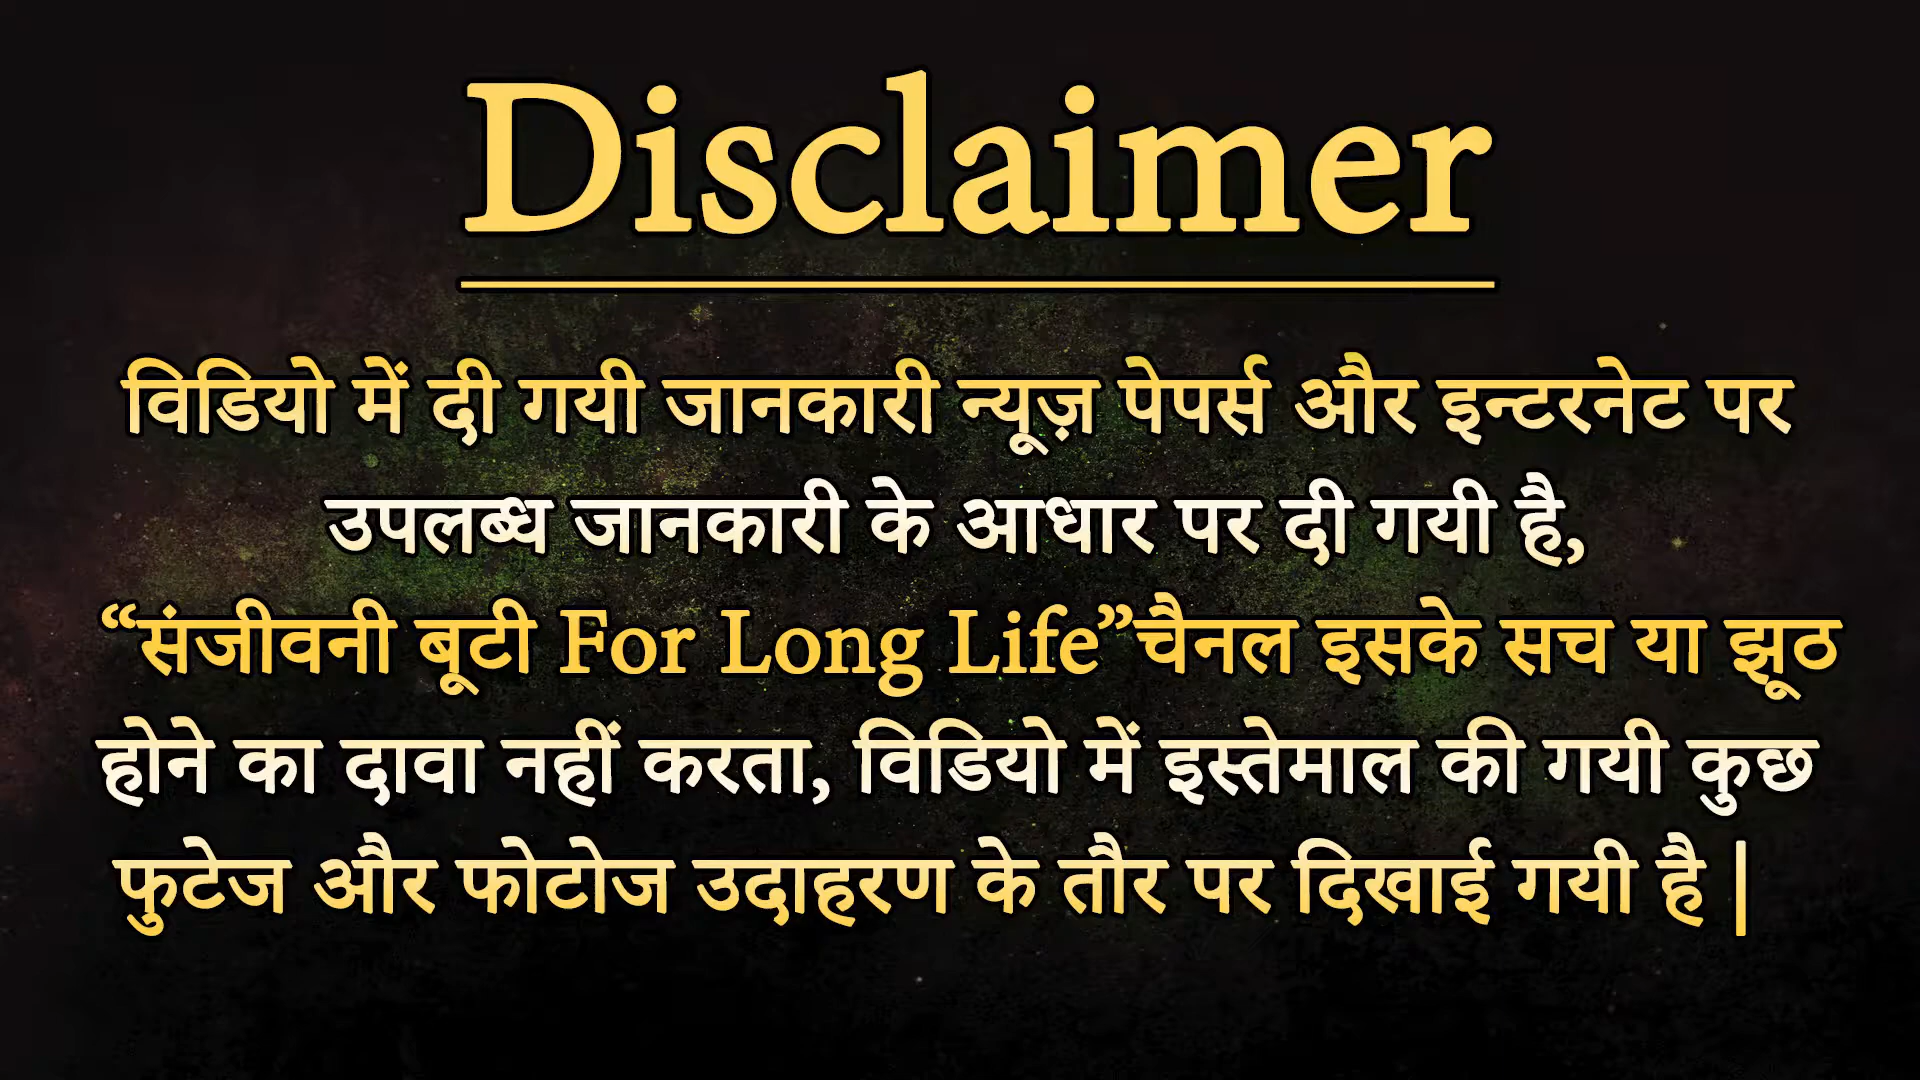 Disclaimer
विडियो में दी गयी जानकारी न्यूज़ पेपर्स और इन्टरनेट पर
उपलब्ध जानकारी के आधार पर दी गयी है,
“संजीवनी बूटी For Long Life”चैनल इसके सच या झूठ
होने का दावा नहीं करता, विडियो में इस्तेमाल की गयी कुछ
फुटेज और फोटोज उदाहरण के तौर पर दिखाई गयी है |